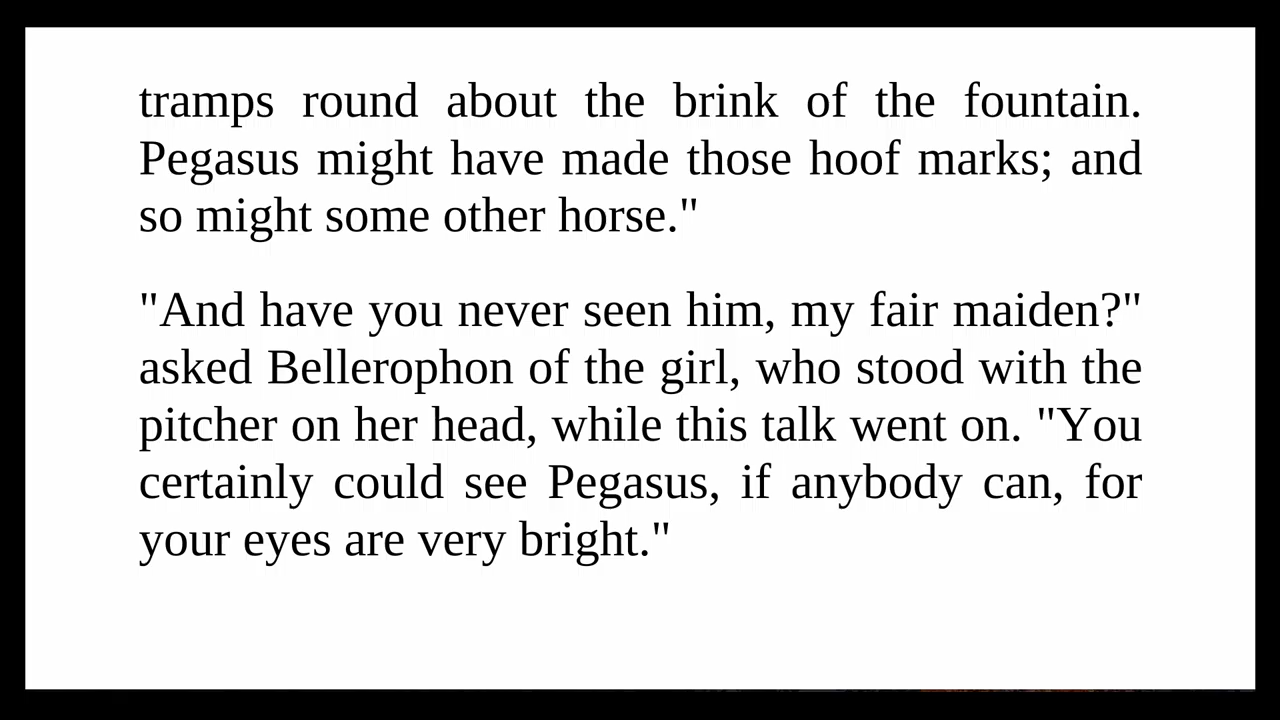 tramps round about the brink of the fountain.
Pegasus might have made those hoof marks; and
so might some other horse."
"And have you never seen him, my fair maiden?"
asked Bellerophon of the girl, who stood with the
pitcher on her head, while this talk went on. "You
certainly could see Pegasus, if anybody can, for
your eyes are very bright."